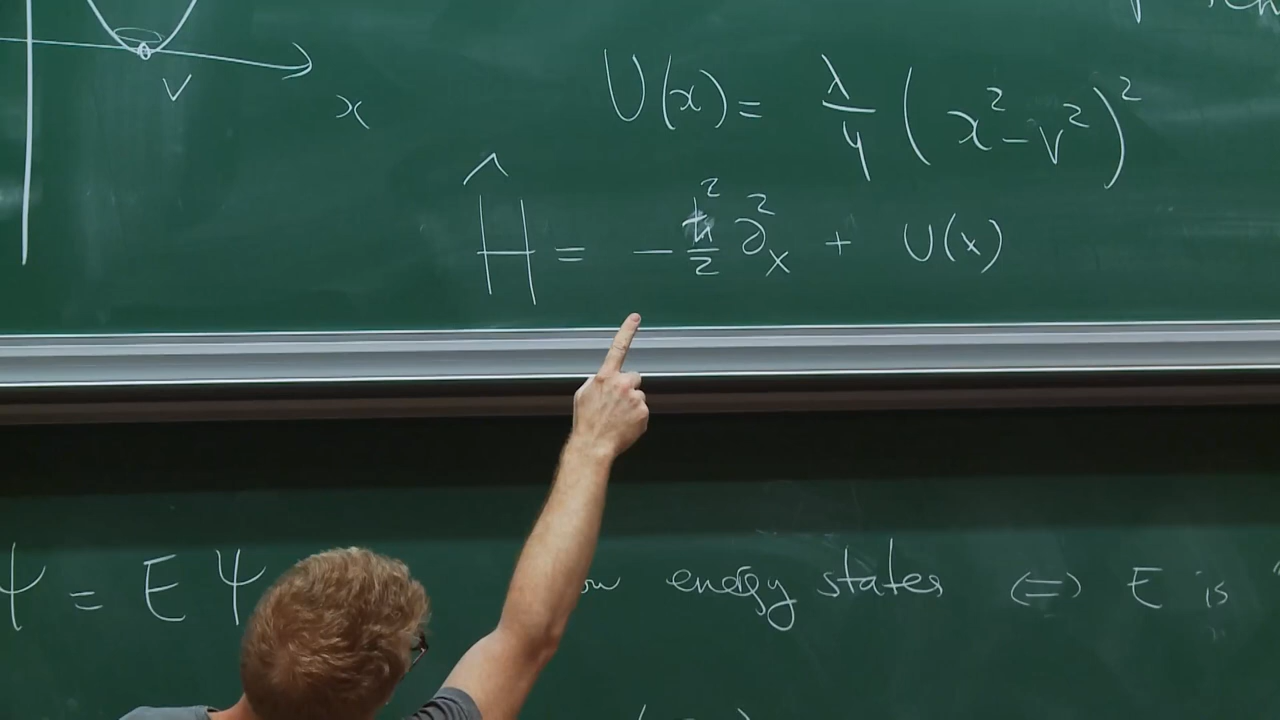 V
x
U(x) = λ/4 (x² - v²)²
Ĥ = - ħ²/2 ∂²ₓ + U(x)
Ψ = E Ψ energy states ⇔ E is